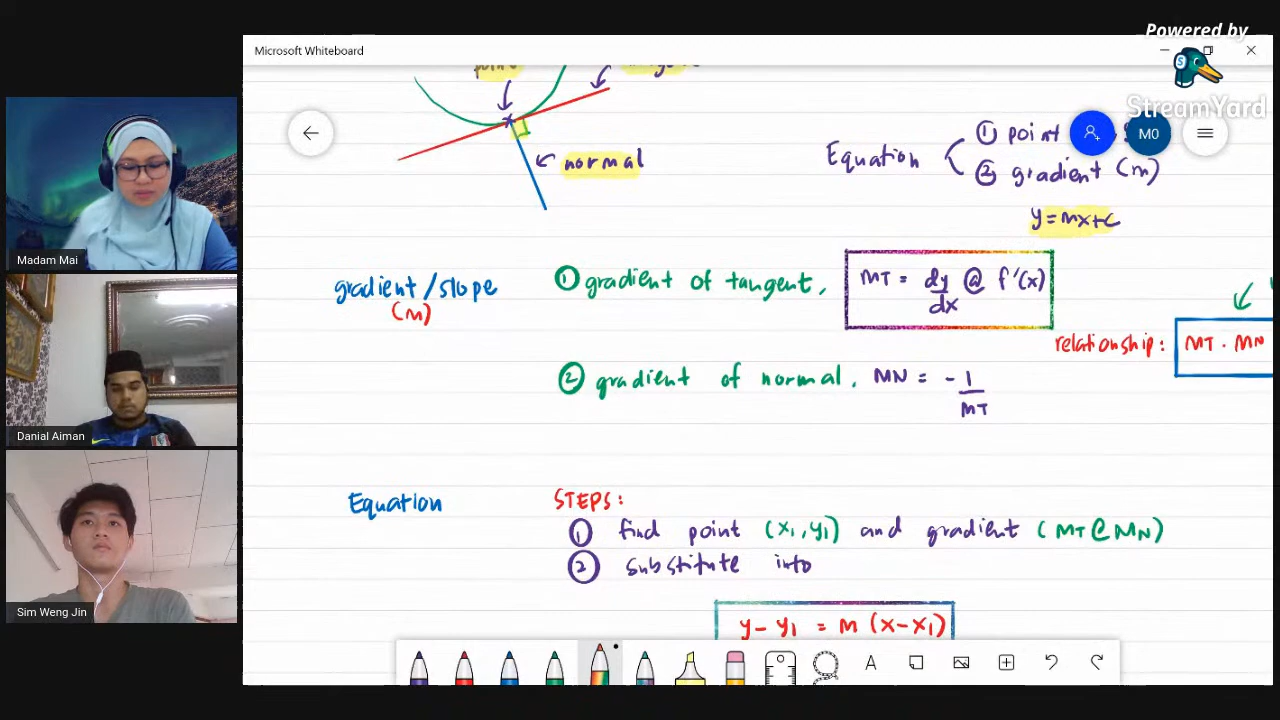 Powered by
StreamYard
Microsoft Whiteboard
point
normal
Equation
① point
② gradient (m)
y=mx+c
M0
gradient/slope
(m)
① gradient of tangent,
MT = dy/dx @ f'(x)
relationship: MT . MN
② gradient of normal, MN = -1/MT
Equation
STEPS:
① find point (x₁,y₁) and gradient (MT@MN)
② substitute into
y-y₁ = m (x-x₁)
A
Madam Mai
Danial Aiman
Sim Weng Jin